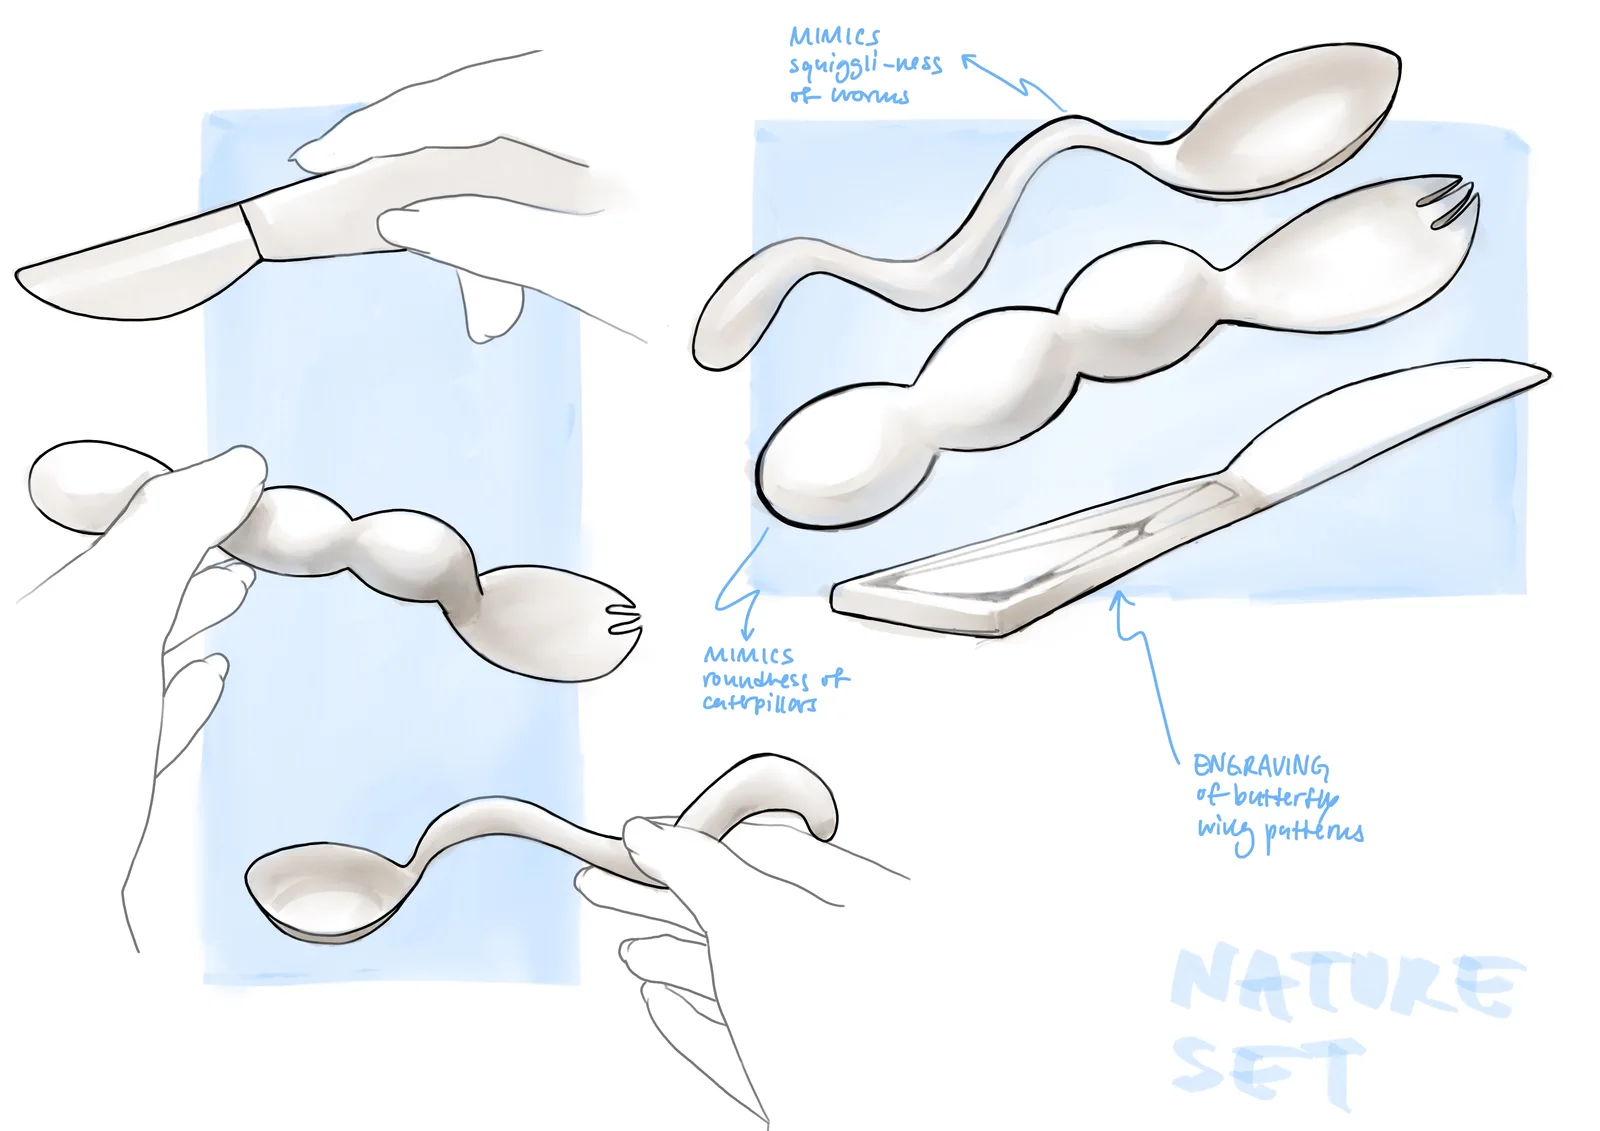 MIMICS
squiggli-ness
of worms
MIMICS
roundness of
caterpillars
ENGRAVING
of butterfly
wing patterns
NATURE
SET